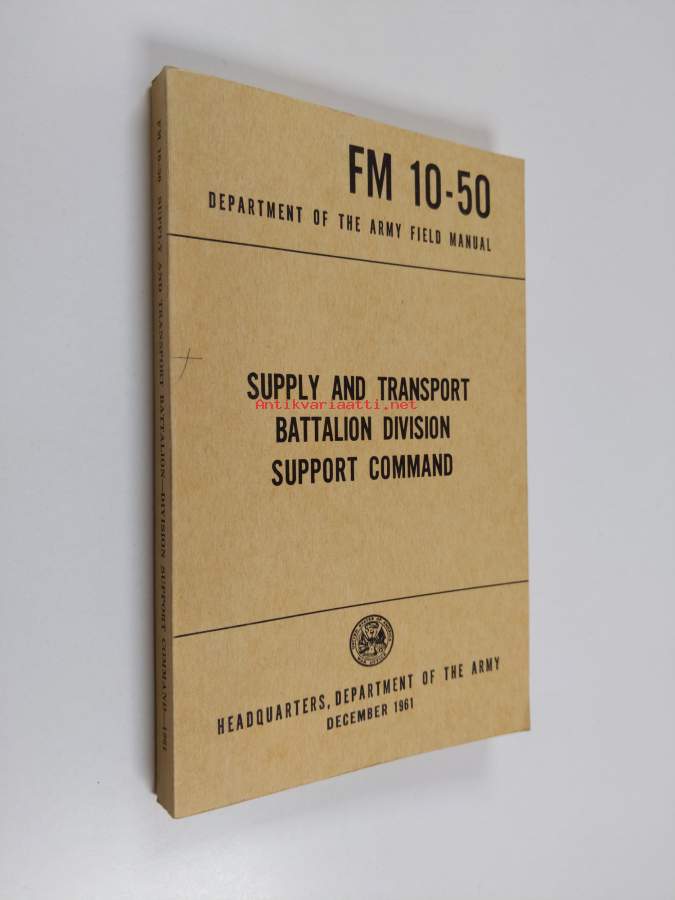 FM 10-50
DEPARTMENT OF THE ARMY FIELD MANUAL
SUPPLY AND TRANSPORT
Antikvariaatti.net
BATTALION DIVISION
SUPPORT COMMAND
HEADQUARTERS, DEPARTMENT OF THE ARMY
DECEMBER 1961
FM 10-50 SUPPLY AND TRANSPORT BATTALION—DIVISION SUPPORT COMMAND—1961